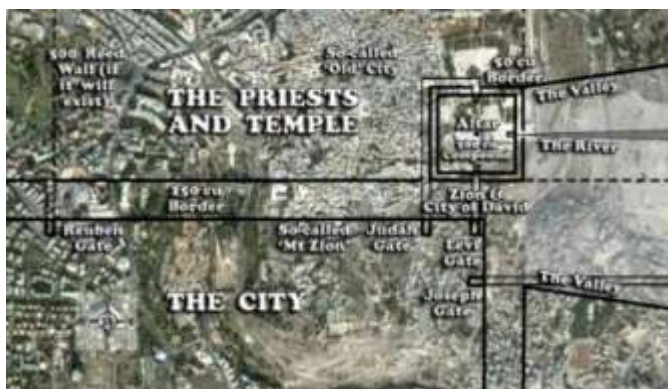 500 Reed
Wall (if
it will
exist)
So-called
'Old' City
50 cu
Border
The Valley
THE PRIESTS
AND TEMPLE
Altar
The River
250 cu
Border
Zion &
City of David
Reuben
Gate
So-called
'Mt Zion'
Judah
Gate
Levi
Gate
THE CITY
Joseph
Gate
The Valley